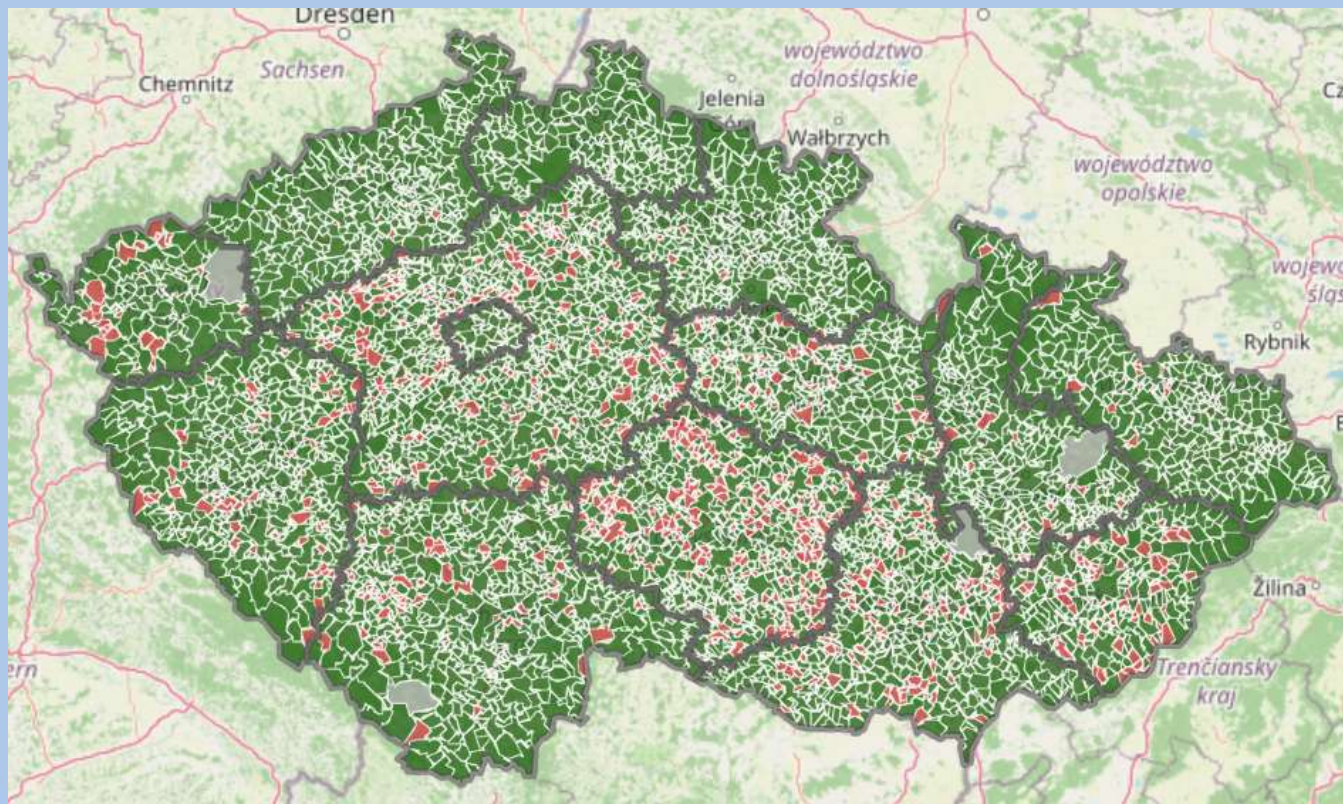 Dresden
województwo
dolnośląskie
Sachsen
Chemnitz
Jelenia
Wałbrzych
województwo
opolskie
Rybnik
Žilina
Trenčiansky
kraj